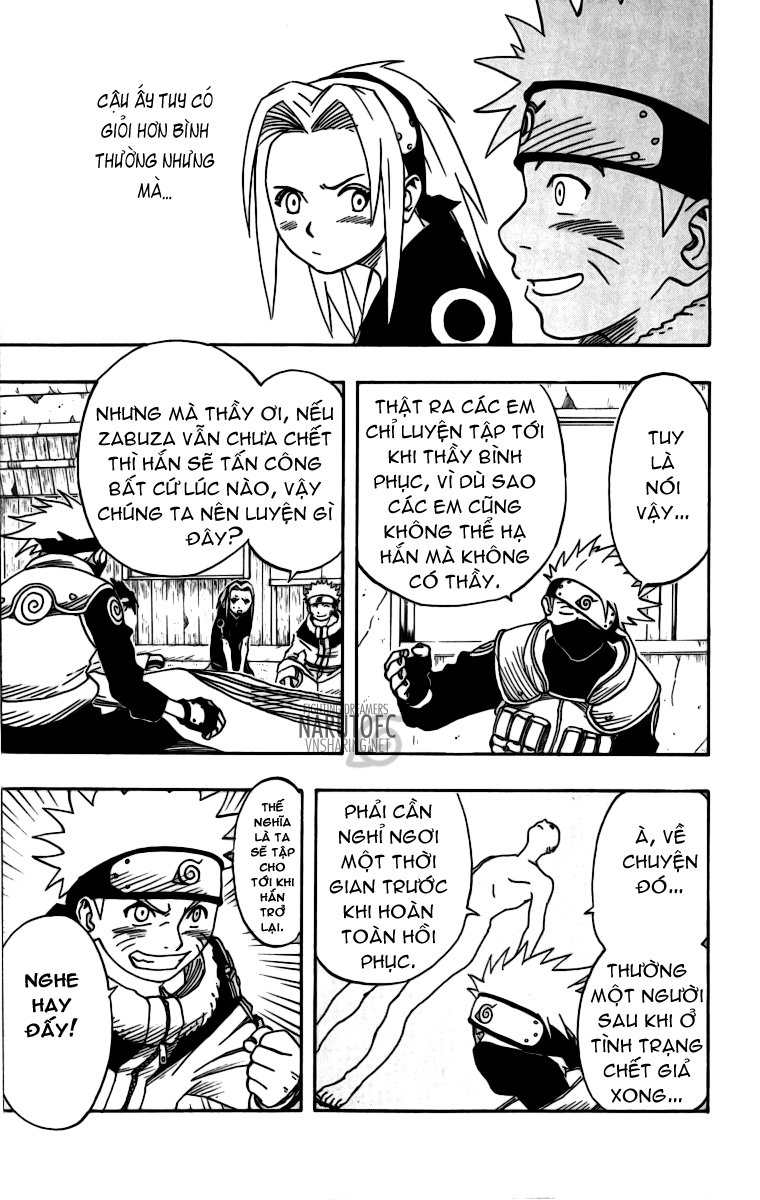 CẬU ẤY TUY CÓ
GIỎI HƠN BÌNH
THƯỜNG NHƯNG
MÀ...
TUY
LÀ
NÓI
VẬY...
THẬT RA CÁC EM
CHỈ LUYỆN TẬP TỚI
KHI THẦY BÌNH
PHỤC, VÌ DÙ SAO
CÁC EM CŨNG
KHÔNG THỂ HẠ
HẮN MÀ KHÔNG
CÓ THẦY.
NHƯNG MÀ THẦY ƠI, NẾU
ZABUZA VẪN CHƯA CHẾT
THÌ HẮN SẼ TẤN CÔNG
BẤT CỨ LÚC NÀO, VẬY
CHÚNG TA NÊN LUYỆN GÌ
ĐÂY?
FIGHTING DREAMERS
NARUTOFC
VNSHARING.NET
À, VỀ
CHUYỆN
ĐÓ...
THƯỜNG
MỘT NGƯỜI
SAU KHI Ở
TÌNH TRẠNG
CHẾT GIẢ
XONG...
PHẢI CẦN
NGHỈ NGƠI
MỘT THỜI
GIAN TRƯỚC
KHI HOÀN
TOÀN HỒI
PHỤC.
THẾ
NGHĨA
LÀ TA
SẼ TẬP
CHO
TỚI KHI
HẮN
TRỞ
LẠI.
NGHE
HAY
ĐẤY!